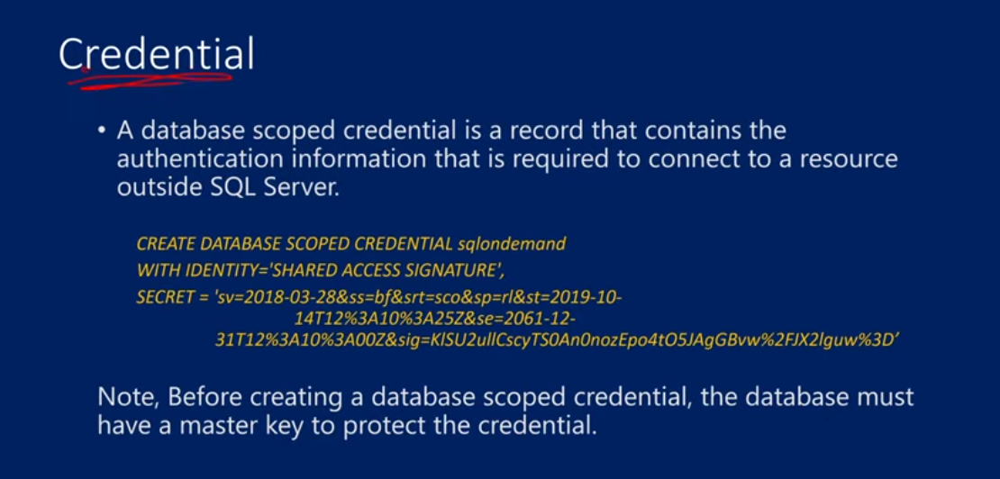 Credential
• A database scoped credential is a record that contains the
authentication information that is required to connect to a resource
outside SQL Server.
CREATE DATABASE SCOPED CREDENTIAL sqlondemand
WITH IDENTITY='SHARED ACCESS SIGNATURE',
SECRET = 'sv=2018-03-28&ss=bf&srt=sco&sp=rl&st=2019-10-
14T12%3A10%3A25Z&se=2061-12-
31T12%3A10%3A00Z&sig=KlSU2ullCscyTS0An0nozEpo4tO5JAgGBvw%2FJX2lguw%3D’
Note, Before creating a database scoped credential, the database must
have a master key to protect the credential.